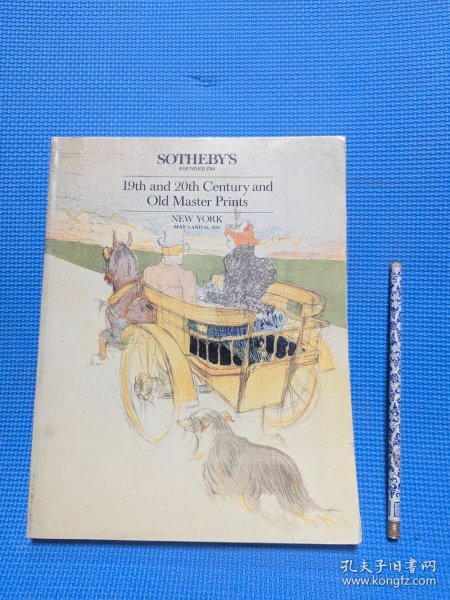 SOTHEBY'S
FOUNDED 1744
19th and 20th Century and
Old Master Prints
NEW YORK
MAY 9 AND 10, 1985
孔夫子旧书网
www.kongfz.com